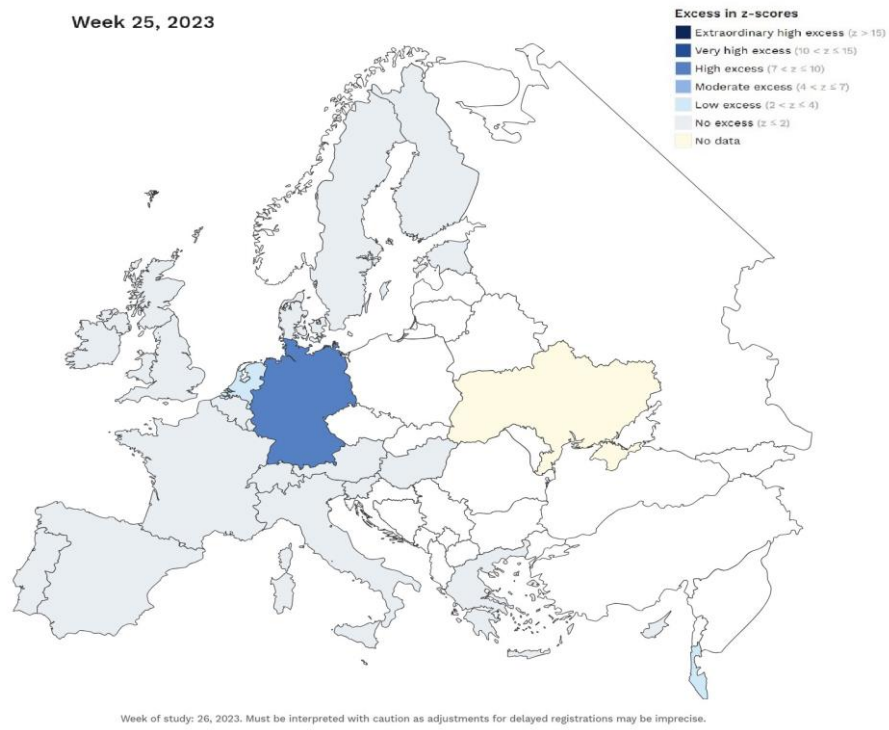 Week 25, 2023
Excess in z-scores
Extraordinary high excess (z > 15)
Very high excess (10 < z ≤ 15)
High excess (7 < z ≤ 10)
Moderate excess (4 < z ≤ 7)
Low excess (2 < z ≤ 4)
No excess (z ≤ 2)
No data
Week of study: 26, 2023. Must be interpreted with caution as adjustments for delayed registrations may be imprecise.